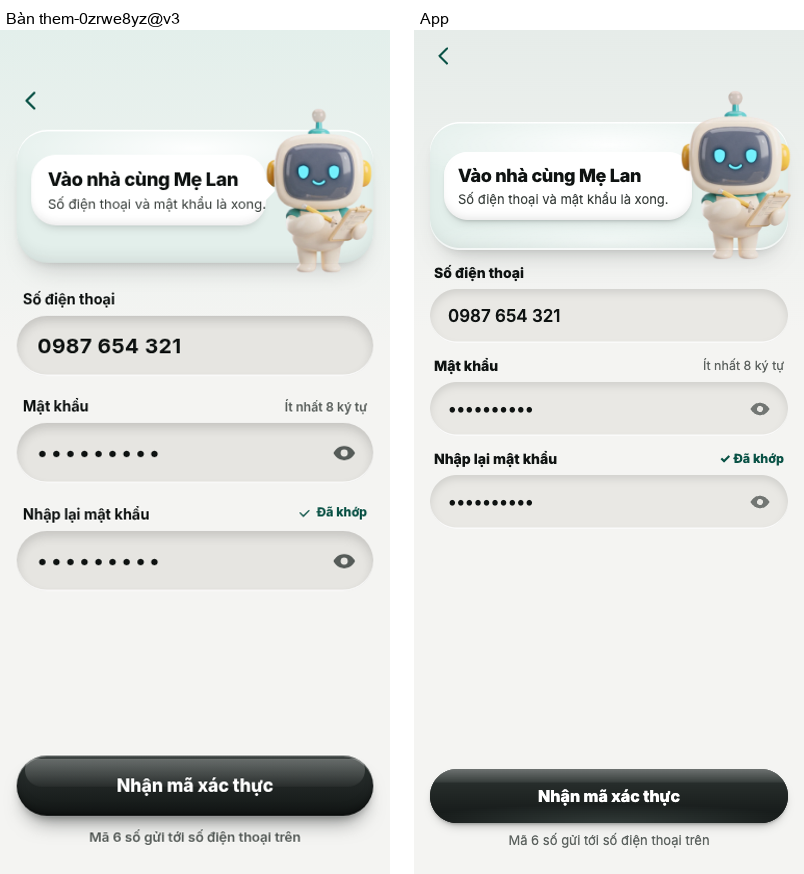 Bản them-0zrwe8yz@v3
Vào nhà cùng Mẹ Lan
Số điện thoại và mật khẩu là xong.
Số điện thoại
0987 654 321
Mật khẩu
Ít nhất 8 ký tự
•••••••••
Nhập lại mật khẩu
✓ Đã khớp
•••••••••
Nhận mã xác thực
Mã 6 số gửi tới số điện thoại trên
App
Vào nhà cùng Mẹ Lan
Số điện thoại và mật khẩu là xong.
Số điện thoại
0987 654 321
Mật khẩu
Ít nhất 8 ký tự
••••••••••
Nhập lại mật khẩu
✓ Đã khớp
••••••••••
Nhận mã xác thực
Mã 6 số gửi tới số điện thoại trên